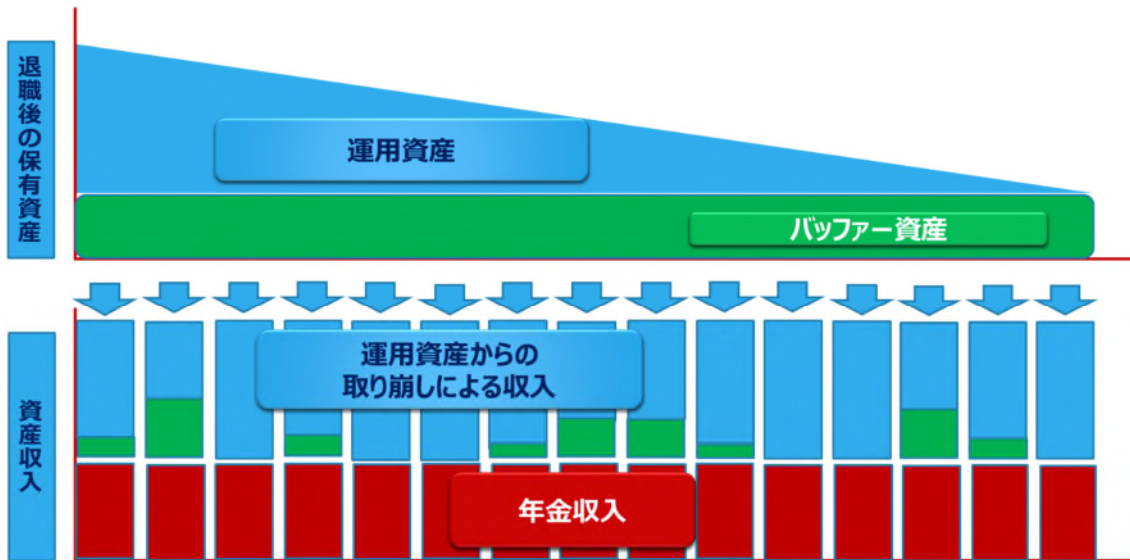 退職後の保有資産
運用資産
バッファー資産
運用資産からの
取り崩しによる収入
資産収入
年金収入